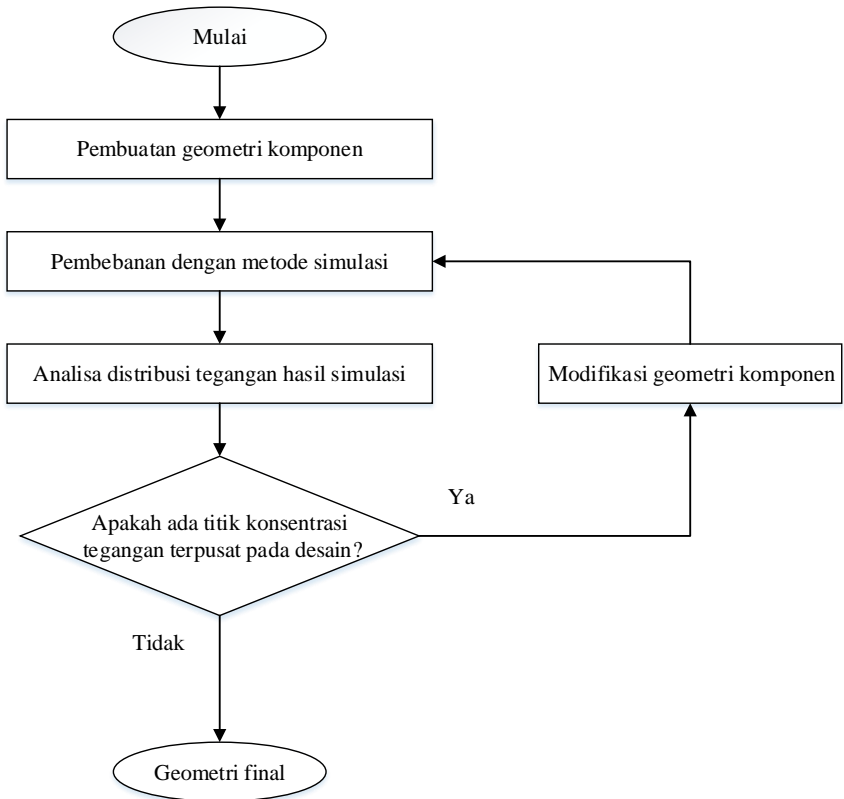 Mulai
Pembuatan geometri komponen
Pembebanan dengan metode simulasi
Analisa distribusi tegangan hasil simulasi
Modifikasi geometri komponen
Ya
Apakah ada titik konsentrasi
tegangan terpusat pada desain?
Tidak
Geometri final